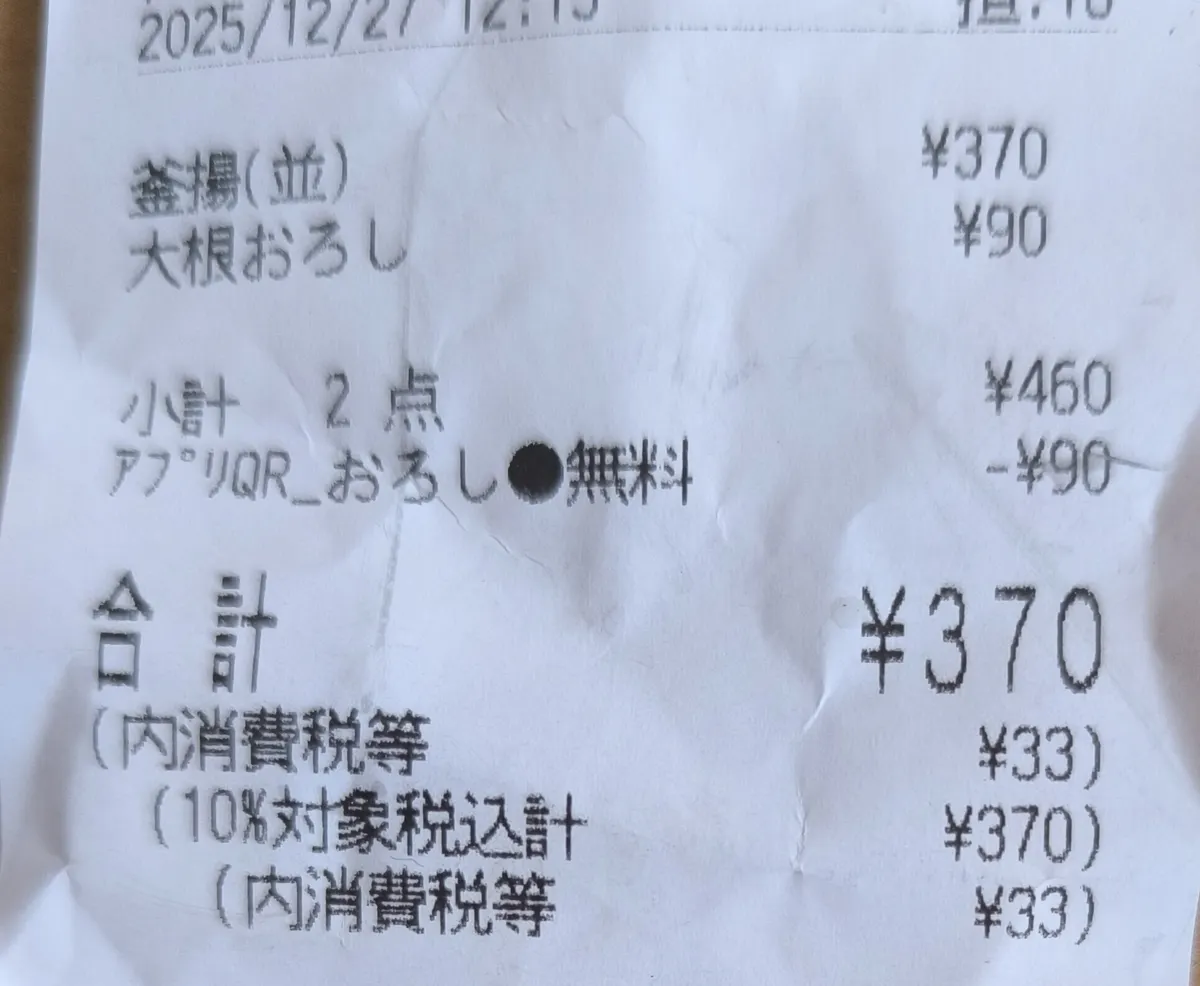 2025/12/27 12:15
釜揚(並) ¥370
大根おろし ¥90
小計 2 点 ¥460
アプリQR_おろし●無料 -¥90
合 計 ¥370
(内消費税等 ¥33)
(10%対象税込計 ¥370)
(内消費税等 ¥33)